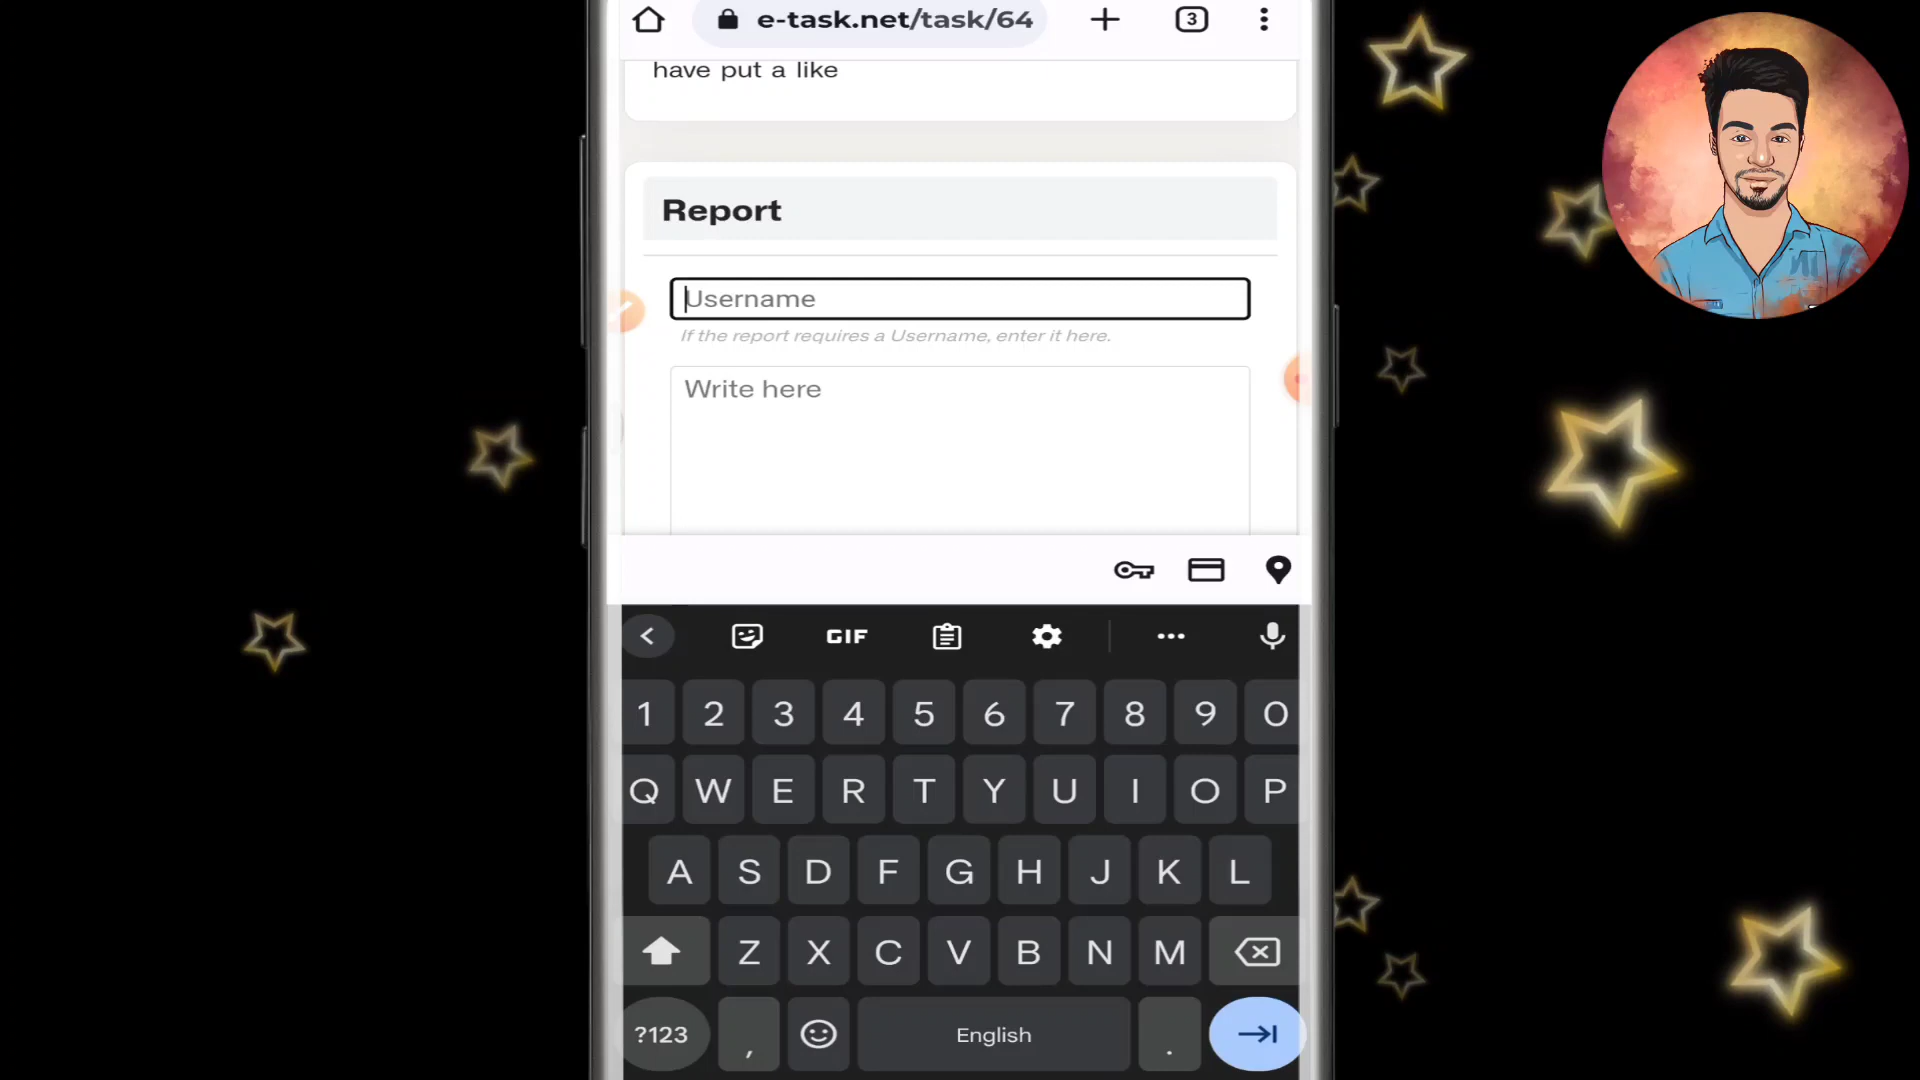 e-task.net/task/64
3
have put a like
Report
Username
If the report requires a Username, enter it here.
Write here
GIF
1 2 3 4 5 6 7 8 9 0
Q W E R T Y U I O P
A S D F G H J K L
Z X C V B N M
?123 , English .